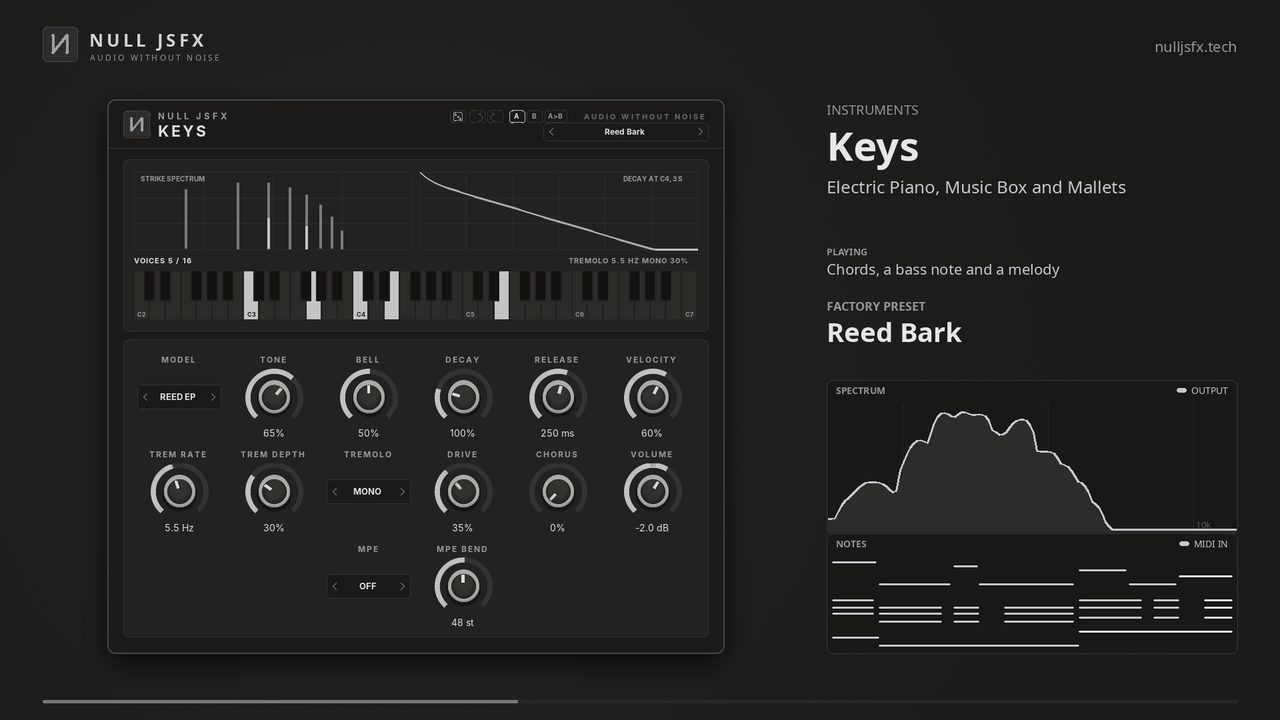 NULL JSFX
AUDIO WITHOUT NOISE
nulljsfx.tech
NULL JSFX
KEYS
A B A>B
AUDIO WITHOUT NOISE
Reed Bark
STRIKE SPECTRUM
DECAY AT C4, 3 S
VOICES 5 / 16
TREMOLO 5.5 HZ MONO 30%
C2 C3 C4 C5 C6 C7
MODEL TONE BELL DECAY RELEASE VELOCITY
REED EP
65% 50% 100% 250 ms 60%
TREM RATE TREM DEPTH TREMOLO DRIVE CHORUS VOLUME
MONO
5.5 Hz 30% 35% 0% -2.0 dB
MPE MPE BEND
OFF
48 st
INSTRUMENTS
Keys
Electric Piano, Music Box and Mallets
PLAYING
Chords, a bass note and a melody
FACTORY PRESET
Reed Bark
SPECTRUM OUTPUT
10k
NOTES MIDI IN